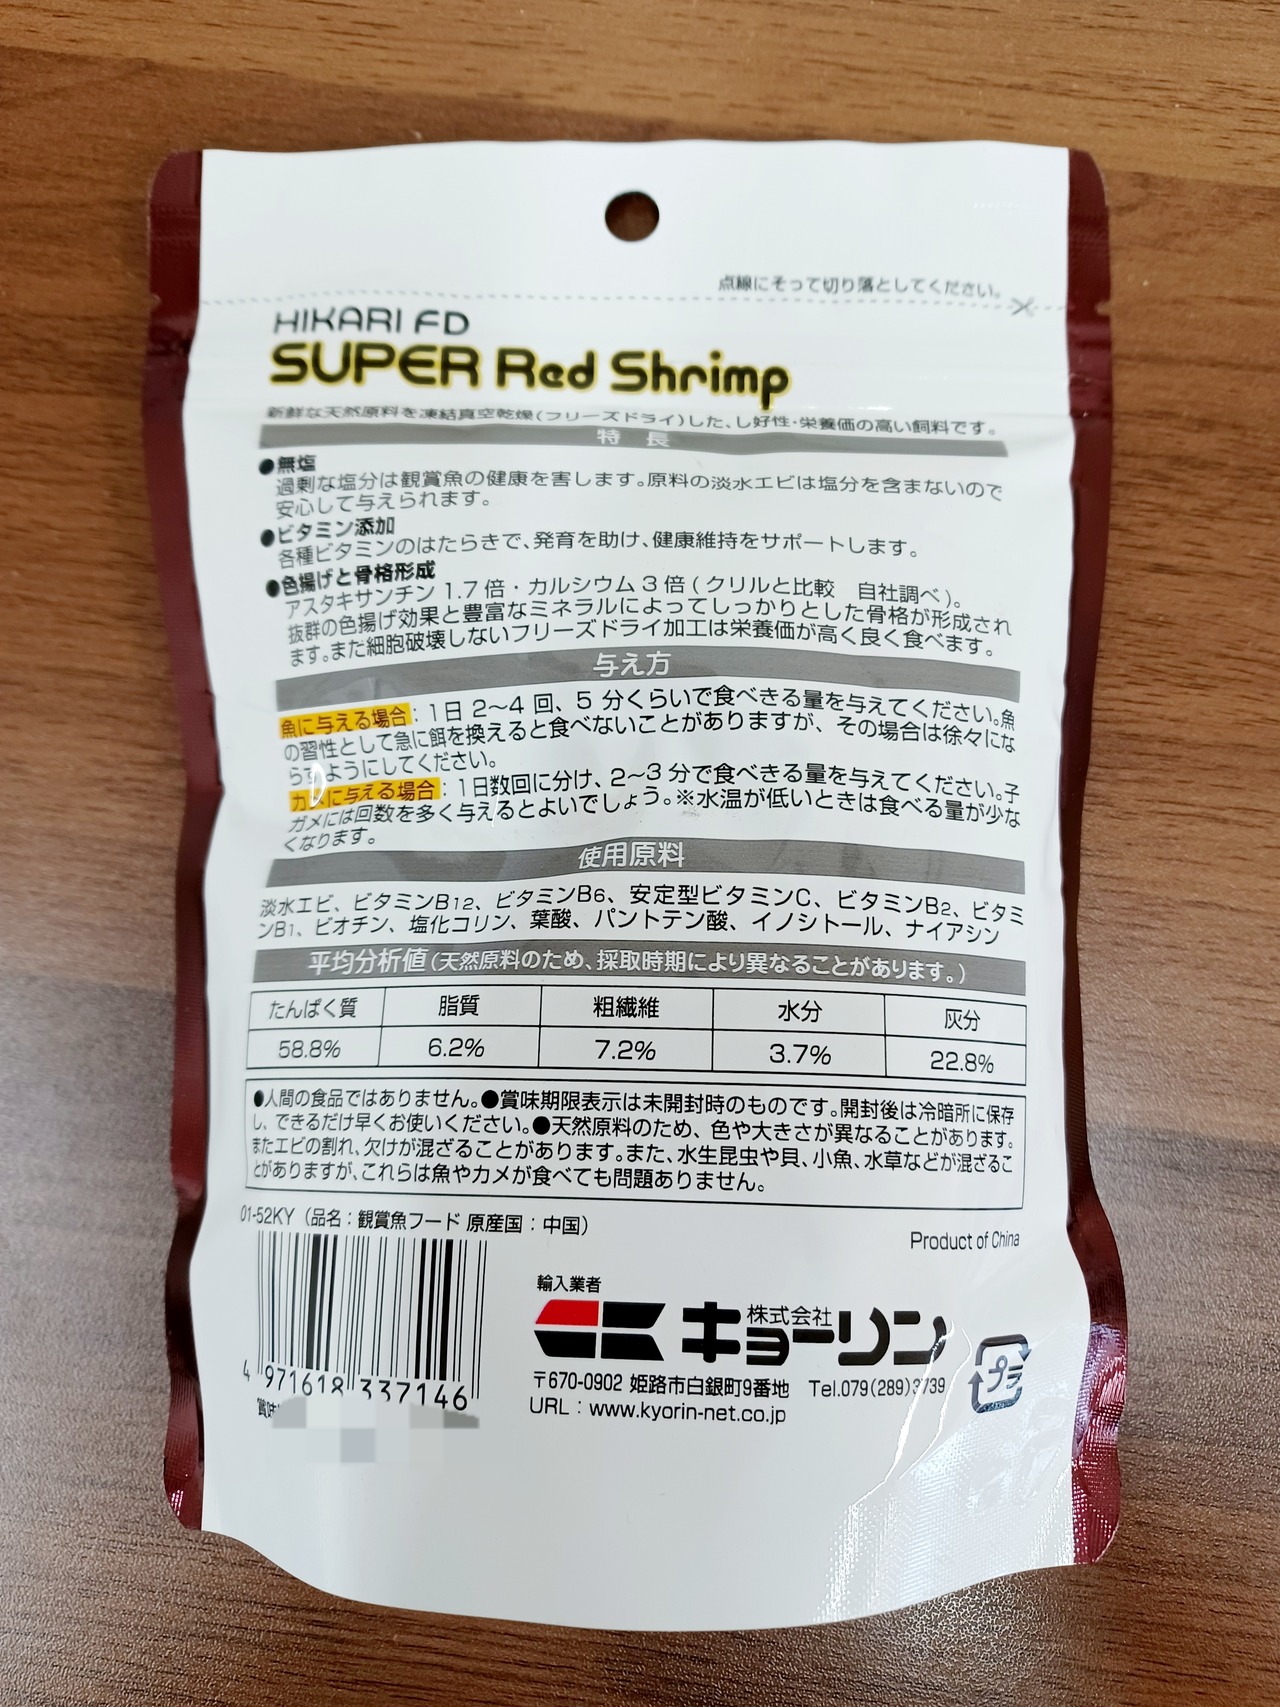 点線にそって切り落としてください。
HIKARI FD
SUPER Red Shrimp
新鮮な天然原料を凍結真空乾燥(フリーズドライ)した、し好性・栄養価の高い飼料です。
特 長
●無塩
過剰な塩分は観賞魚の健康を害します。原料の淡水エビは塩分を含まないので
安心して与えられます。
●ビタミン添加
各種ビタミンのはたらきで、発育を助け、健康維持をサポートします。
●色揚げと骨格形成
アスタキサンチン 1.7 倍・カルシウム 3 倍 ( クリルと比較　自社調べ )。
抜群の色揚げ効果と豊富なミネラルによってしっかりとした骨格が形成され
ます。また細胞破壊しないフリーズドライ加工は栄養価が高く良く食べます。
与え方
魚に与える場合 : 1日 2〜4 回、5 分くらいで食べきる量を与えてください。魚
の習性として急に餌を換えると食べないことがありますが、その場合は徐々にな
らすようにしてください。
カメに与える場合 : 1日数回に分け、2〜3 分で食べきる量を与えてください。子
ガメには回数を多く与えるとよいでしょう。※水温が低いときは食べる量が少な
くなります。
使用原料
淡水エビ、ビタミンB12、ビタミンB6、安定型ビタミンC、ビタミンB2、ビタミ
ンB1、ビオチン、塩化コリン、葉酸、パントテン酸、イノシトール、ナイアシン
平均分析値(天然原料のため、採取時期により異なることがあります。)
たんぱく質 脂質 粗繊維 水分 灰分
58.8% 6.2% 7.2% 3.7% 22.8%
●人間の食品ではありません。●賞味期限表示は未開封時のものです。開封後は冷暗所に保存
し、できるだけ早くお使いください。●天然原料のため、色や大きさが異なることがあります。
またエビの割れ、欠けが混ざることがあります。また、水生昆虫や貝、小魚、水草などが混ざるこ
とがありますが、これらは魚やカメが食べても問題ありません。
01-52KY (品名：観賞魚フード 原産国：中国)
Product of China
輸入業者
株式会社
キョーリン
〒670-0902 姫路市白銀町9番地 Tel.079(289)3739
URL : www.kyorin-net.co.jp
プラ
4 971618 337146
賞味